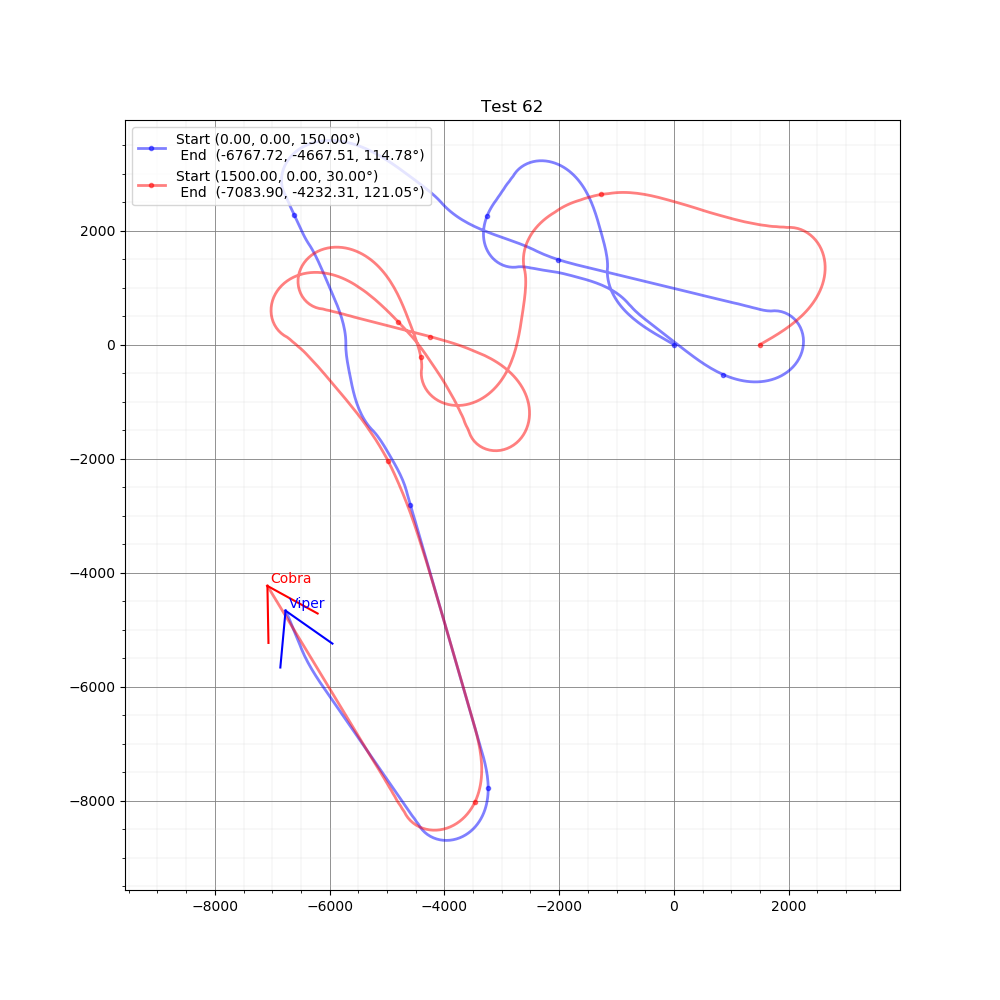 Test 62
Start (0.00, 0.00, 150.00°)
End (-6767.72, -4667.51, 114.78°)
Start (1500.00, 0.00, 30.00°)
End (-7083.90, -4232.31, 121.05°)
2000
0
−2000
−4000
−6000
−8000
Cobra
Viper
−8000 −6000 −4000 −2000 0 2000